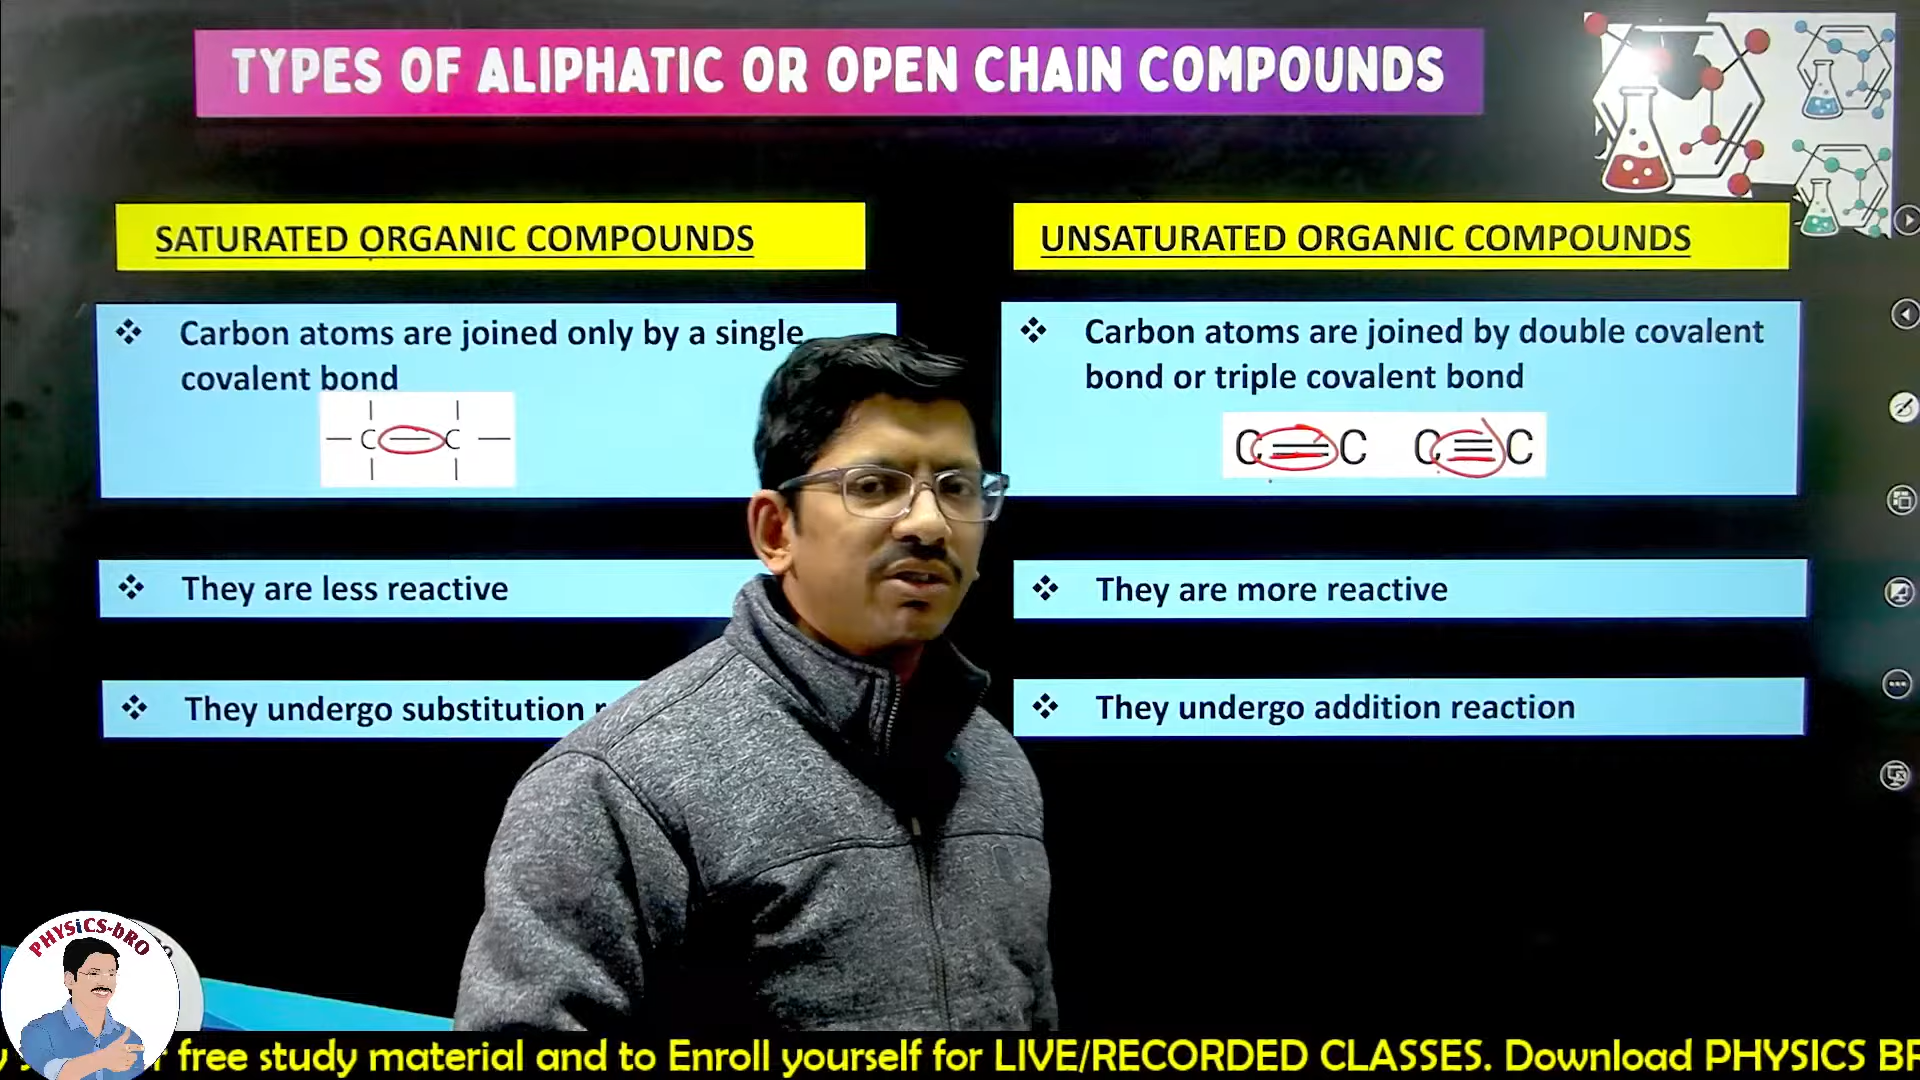 TYPES OF ALIPHATIC OR OPEN CHAIN COMPOUNDS
SATURATED ORGANIC COMPOUNDS
❖ Carbon atoms are joined only by a single
covalent bond
C — C
❖ They are less reactive
❖ They undergo substitution
UNSATURATED ORGANIC COMPOUNDS
❖ Carbon atoms are joined by double covalent
bond or triple covalent bond
C=C C≡C
❖ They are more reactive
❖ They undergo addition reaction
PHYSiCS-bRO
free study material and to Enroll yourself for LIVE/RECORDED CLASSES. Download PHYSICS